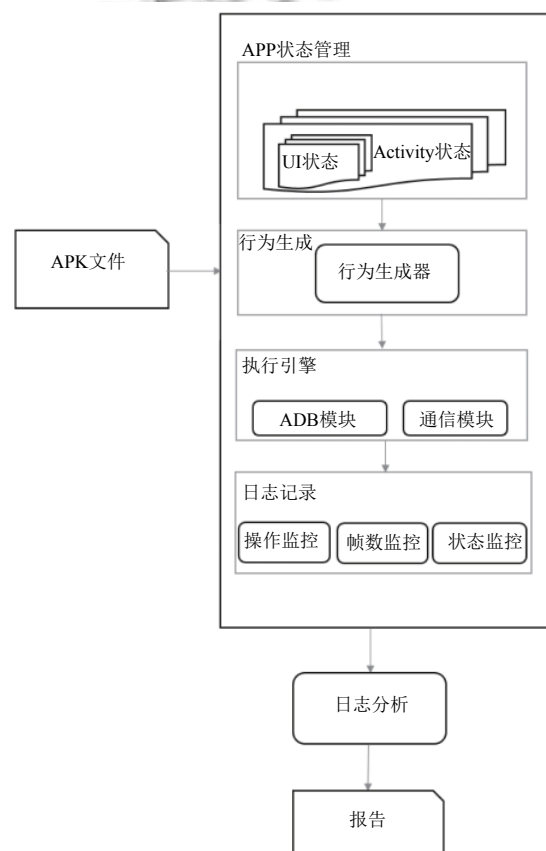 APP状态管理
UI状态
Activity状态
APK文件
行为生成
行为生成器
执行引擎
ADB模块
通信模块
日志记录
操作监控
帧数监控
状态监控
日志分析
报告